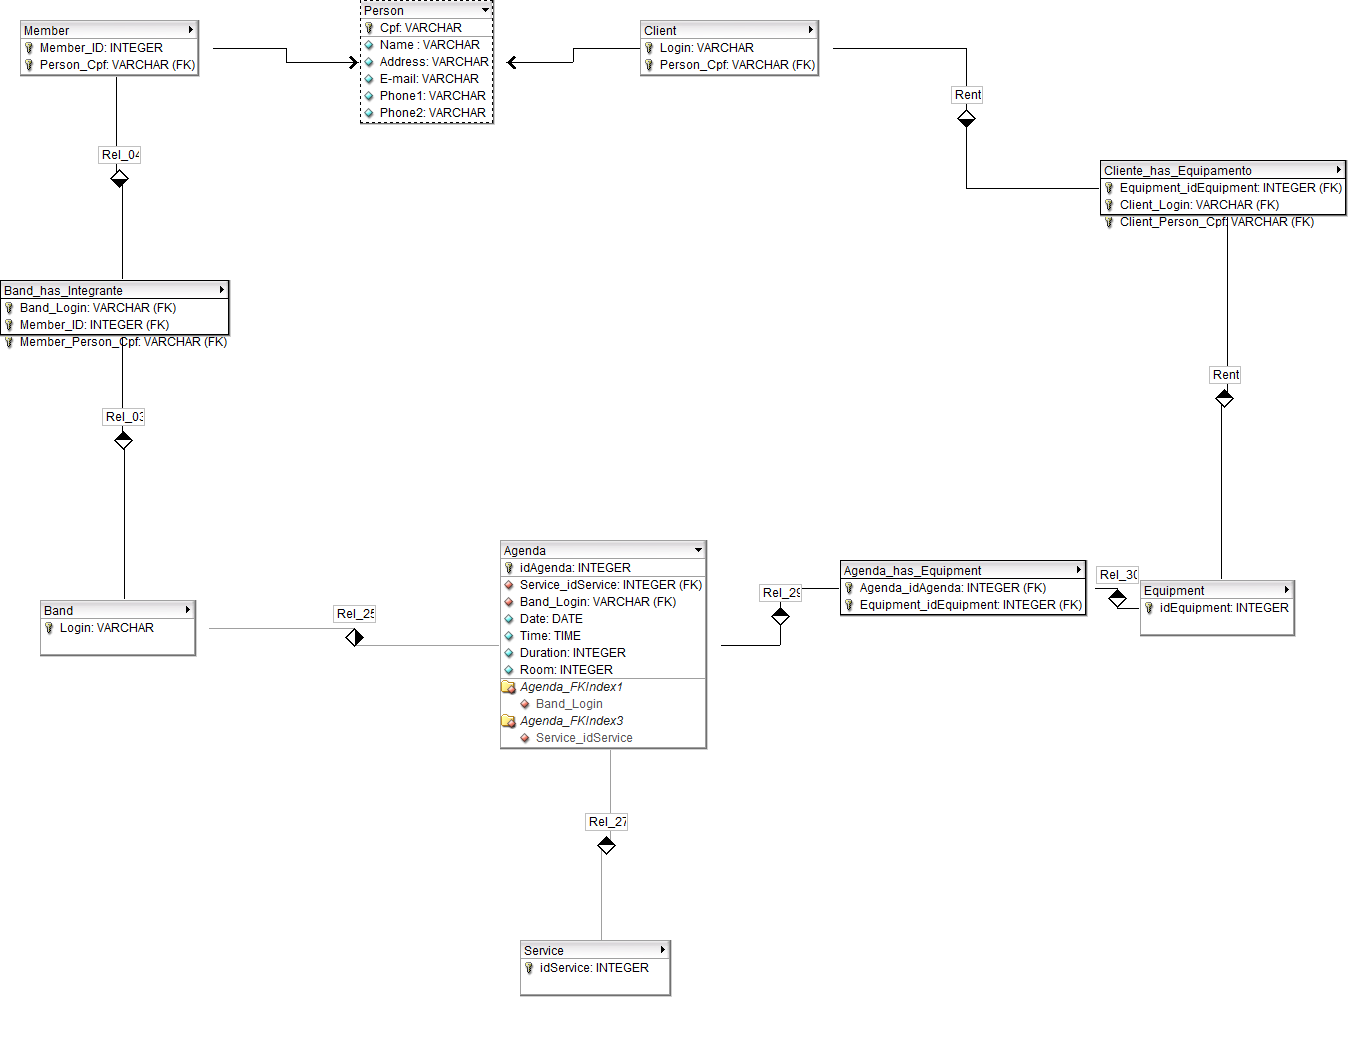 Member
Member_ID: INTEGER
Person_Cpf: VARCHAR (FK)
Person
Cpf: VARCHAR
Name : VARCHAR
Address: VARCHAR
E-mail: VARCHAR
Phone1: VARCHAR
Phone2: VARCHAR
Client
Login: VARCHAR
Person_Cpf: VARCHAR (FK)
Rent
Rel_04
Cliente_has_Equipamento
Equipment_idEquipment: INTEGER (FK)
Client_Login: VARCHAR (FK)
Client_Person_Cpf: VARCHAR (FK)
Band_has_Integrante
Band_Login: VARCHAR (FK)
Member_ID: INTEGER (FK)
Member_Person_Cpf: VARCHAR (FK)
Rent
Rel_03
Band
Login: VARCHAR
Rel_25
Agenda
idAgenda: INTEGER
Service_idService: INTEGER (FK)
Band_Login: VARCHAR (FK)
Date: DATE
Time: TIME
Duration: INTEGER
Room: INTEGER
Agenda_FKIndex1
Band_Login
Agenda_FKIndex3
Service_idService
Rel_29
Agenda_has_Equipment
Agenda_idAgenda: INTEGER (FK)
Equipment_idEquipment: INTEGER (FK)
Rel_30
Equipment
idEquipment: INTEGER
Rel_27
Service
idService: INTEGER